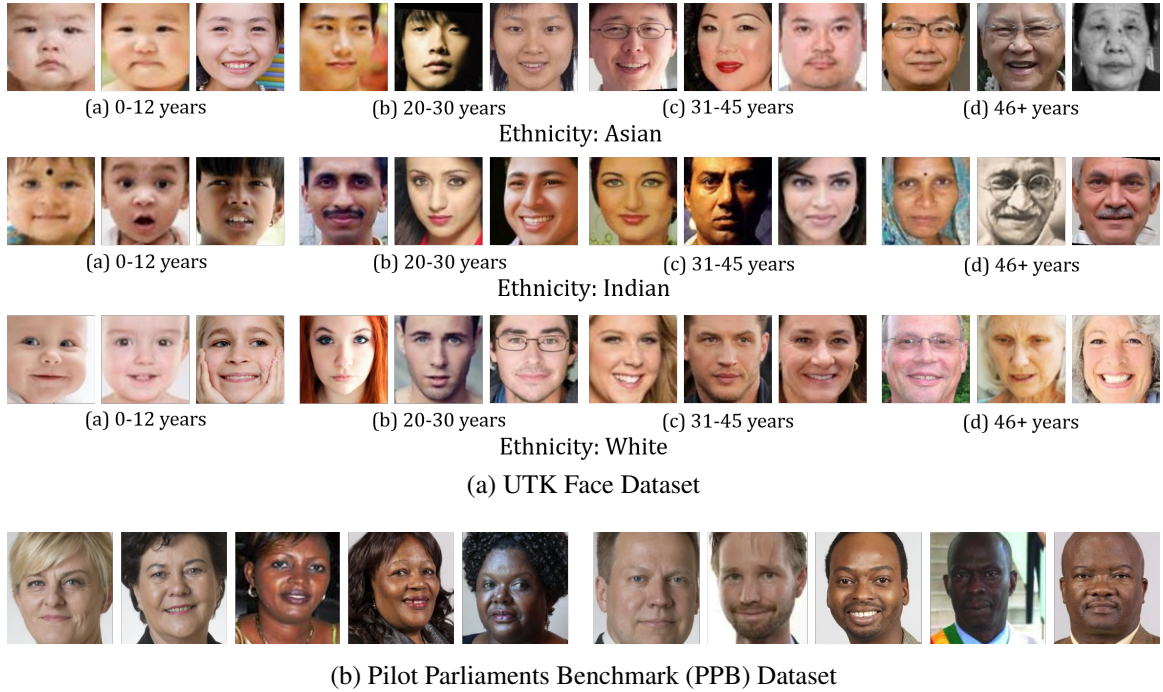 (a) 0-12 years (b) 20-30 years (c) 31-45 years (d) 46+ years
Ethnicity: Asian
(a) 0-12 years (b) 20-30 years (c) 31-45 years (d) 46+ years
Ethnicity: Indian
(a) 0-12 years (b) 20-30 years (c) 31-45 years (d) 46+ years
Ethnicity: White
(a) UTK Face Dataset
(b) Pilot Parliaments Benchmark (PPB) Dataset